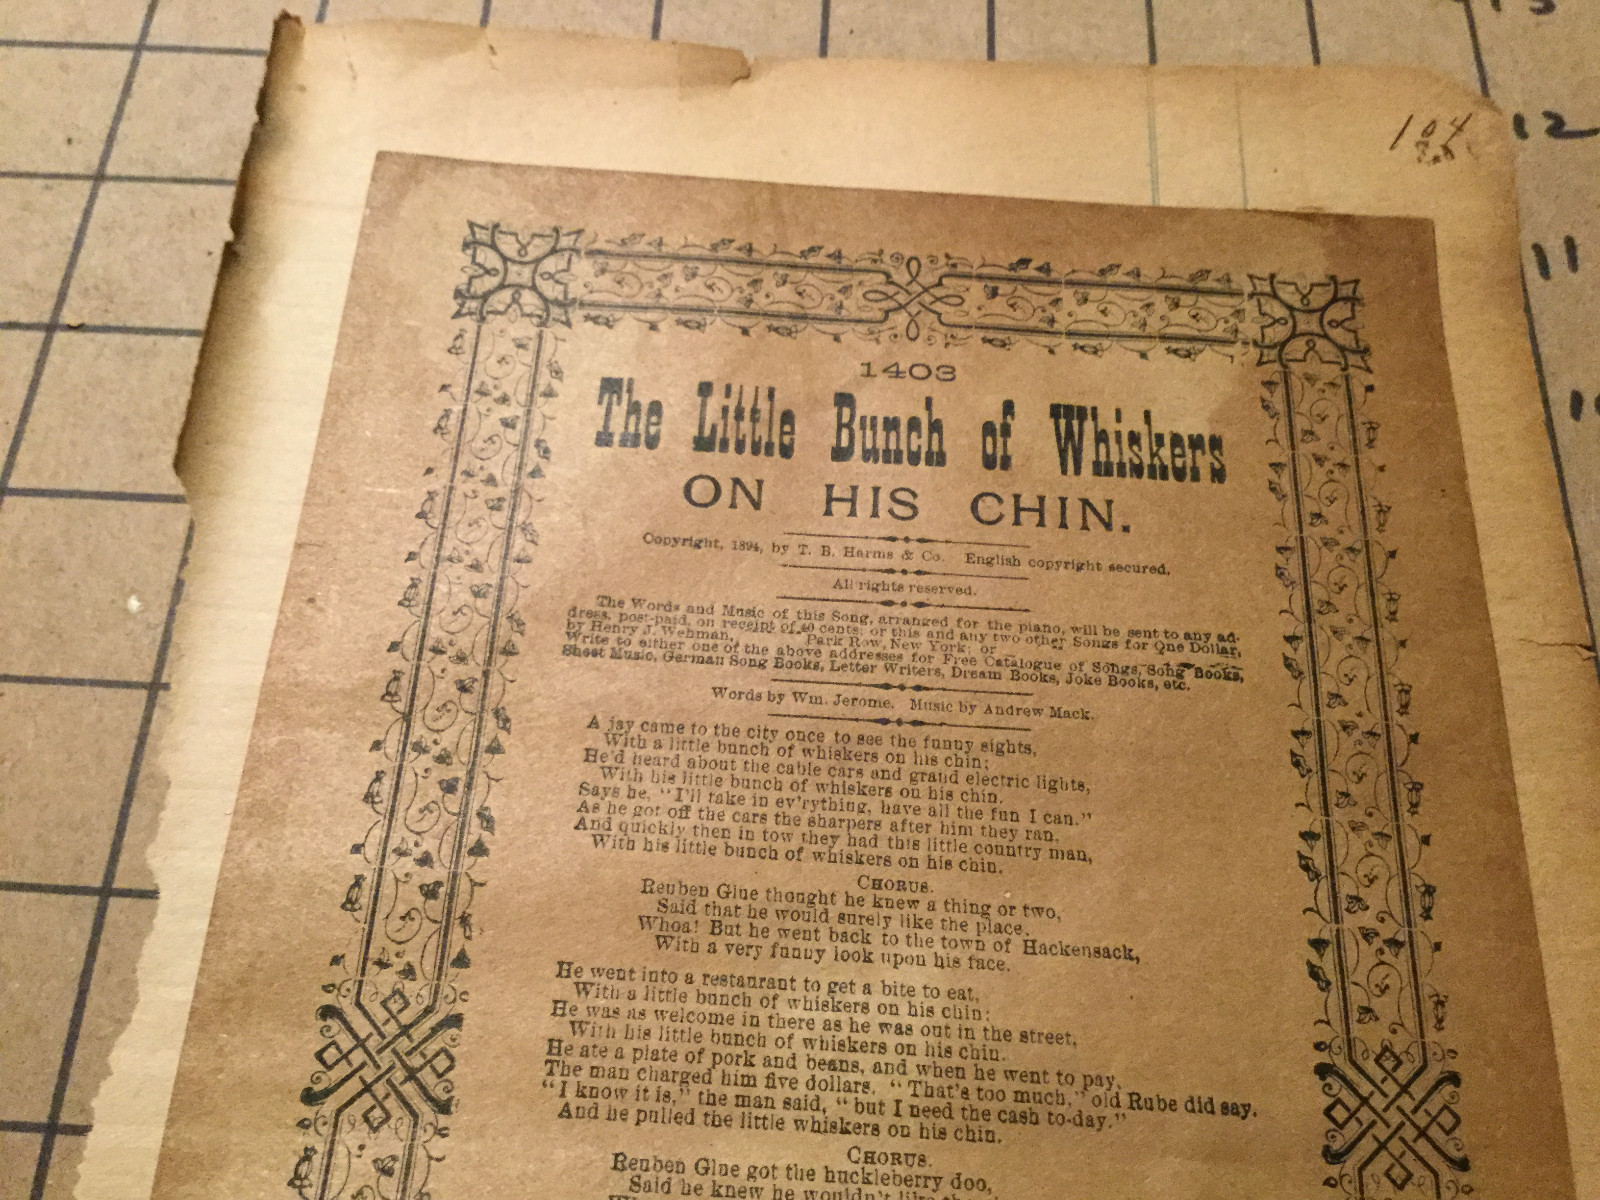 13
12
11
10
104
1403
The Little Bunch of Whiskers
ON HIS CHIN.
Copyright, 1894, by T. B. Harms & Co. English copyright secured.
All rights reserved.
The Words and Music of this Song, arranged for the piano, will be sent to any ad-
dress, post-paid, on receipt of 40 cents; or this and any two other Songs for One Dollar,
by Henry J. Wehman, Park Row, New York; or
Write to either one of the above addresses for Free Catalogue of Songs, Song Books,
Sheet Music, German Song Books, Letter Writers, Dream Books, Joke Books, etc.
Words by Wm. Jerome. Music by Andrew Mack.
A jay came to the city once to see the funny sights,
With a little bunch of whiskers on his chin;
He'd heard about the cable cars and grand electric lights,
With his little bunch of whiskers on his chin.
Says he, "I'll take in ev'rything, have all the fun I can."
As he got off the cars the sharpers after him they ran,
And quickly then in tow they had this little country man,
With his little bunch of whiskers on his chin.
CHORUS.
Reuben Glue thought he knew a thing or two,
Said that he would surely like the place.
Whoa! But he went back to the town of Hackensack,
With a very funny look upon his face.
He went into a restaurant to get a bite to eat,
With a little bunch of whiskers on his chin;
He was as welcome in there as he was out in the street,
With his little bunch of whiskers on his chin.
He ate a plate of pork and beans, and when he went to pay,
The man charged him five dollars. "That's too much," old Rube did say.
"I know it is," the man said, "but I need the cash to-day."
And he pulled the little whiskers on his chin.
CHORUS.
Reuben Glue got the huckleberry doo,
Said he knew he wouldn't like